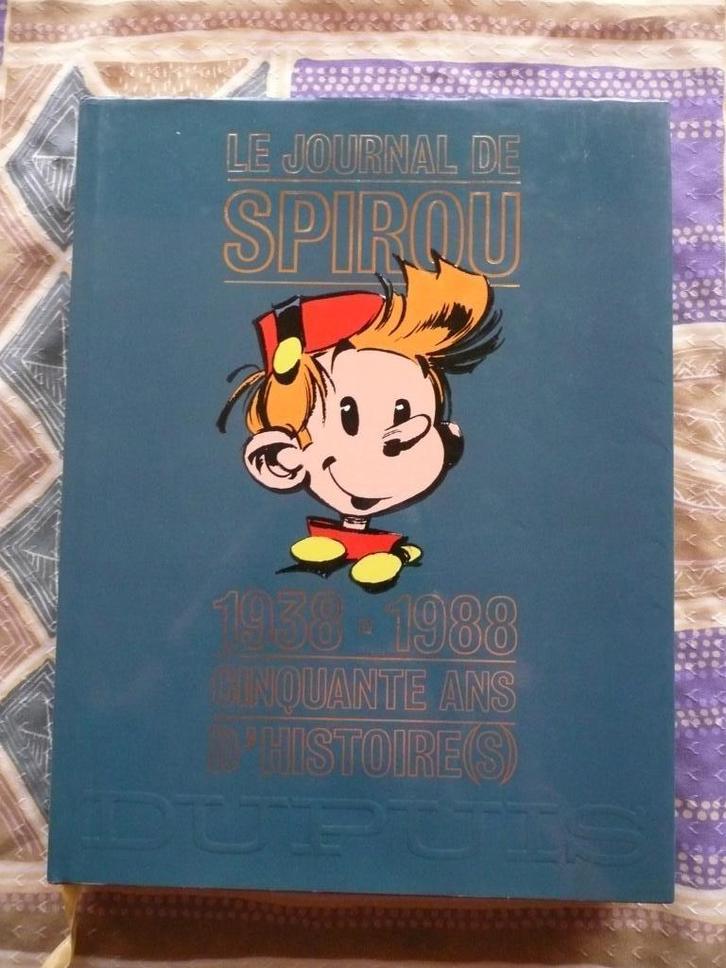 LE JOURNAL DE
SPIROU
1938 - 1988
CINQUANTE ANS
D'HISTOIRE(S)
DUPUIS